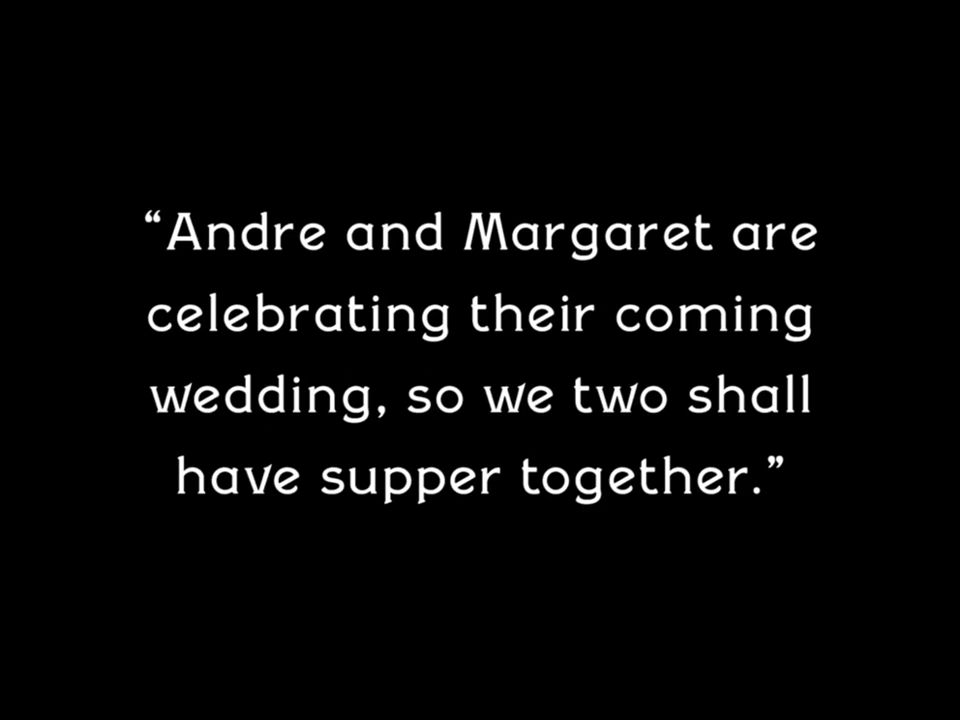 “Andre and Margaret are
celebrating their coming
wedding, so we two shall
have supper together.”